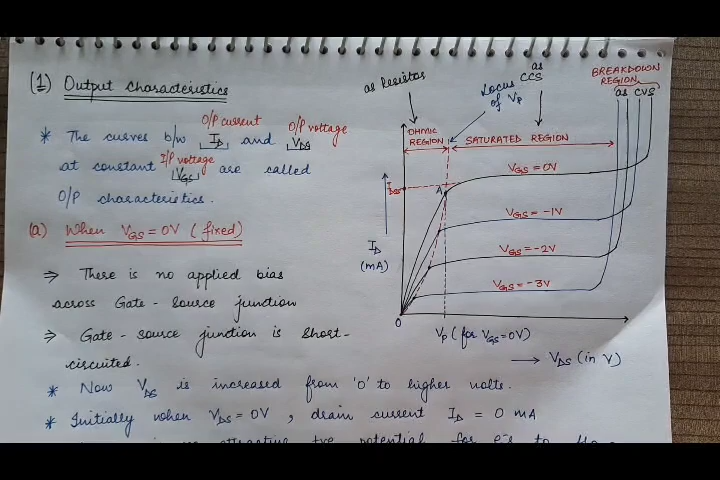 (1) Output characteristics
* The curves b/w I_D and V_DS
O/P current
O/P voltage
at constant V_GS are called
I/P voltage
O/P characteristics.
(a) When V_GS = 0V (fixed)
⇒ There is no applied bias
across Gate-Source junction
⇒ Gate-source junction is short-
circuited.
* Now V_DS is increased from '0' to higher volts.
* Initially when V_DS = 0V, drain current I_D = 0 mA
as Resistor
Locus
of V_P
as
CCS
BREAKDOWN
REGION
as CVS
OHMIC
REGION
SATURATED REGION
V_GS = 0V
I_DSS
A
V_GS = -1V
I_D
(mA)
V_GS = -2V
V_GS = -3V
0
V_P (for V_GS=0V)
→ V_DS (in V)